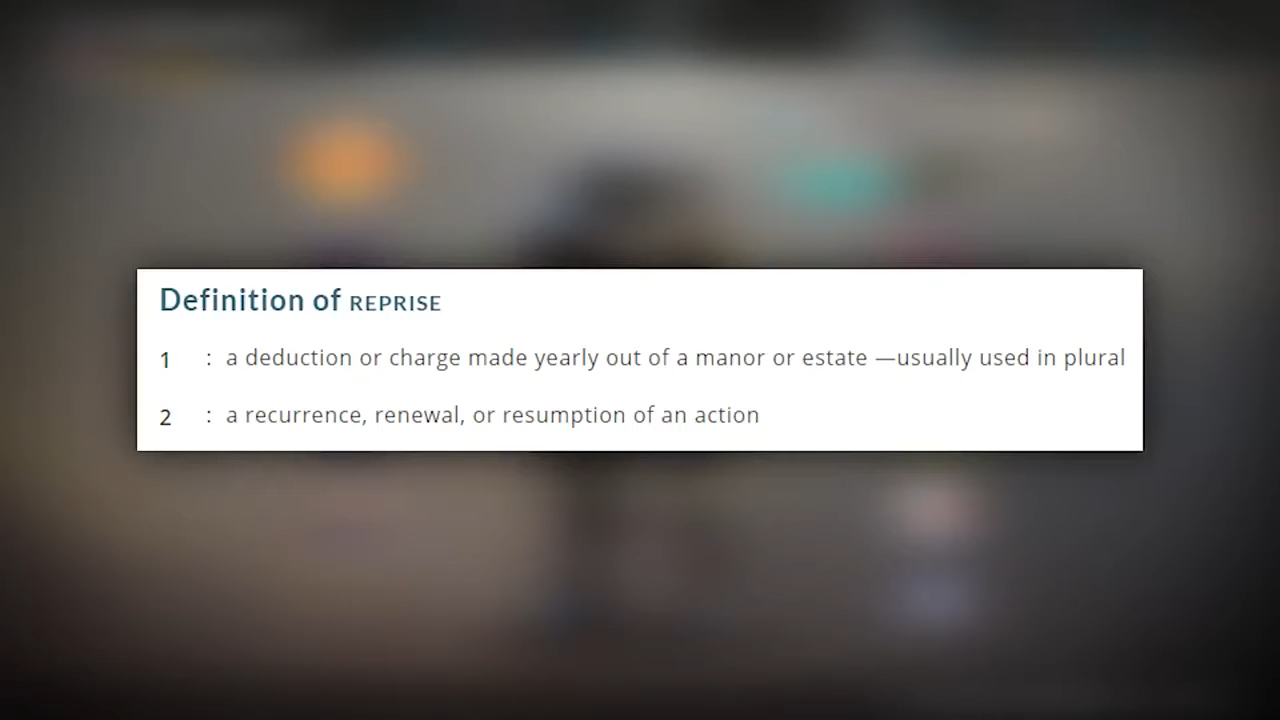 Definition of REPRISE
1 : a deduction or charge made yearly out of a manor or estate —usually used in plural
2 : a recurrence, renewal, or resumption of an action